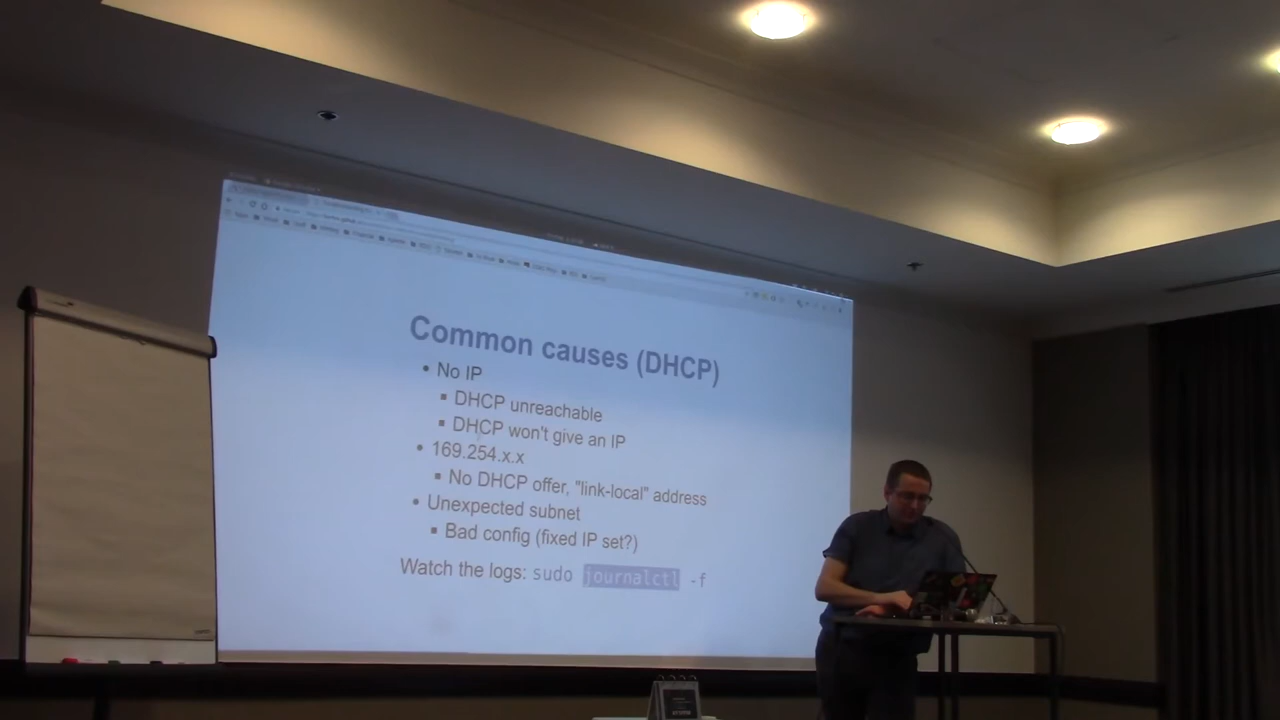 Common causes (DHCP)
• No IP
▪ DHCP unreachable
▪ DHCP won't give an IP
• 169.254.x.x
▪ No DHCP offer, "link-local" address
• Unexpected subnet
▪ Bad config (fixed IP set?)
Watch the logs: sudo journalctl -f